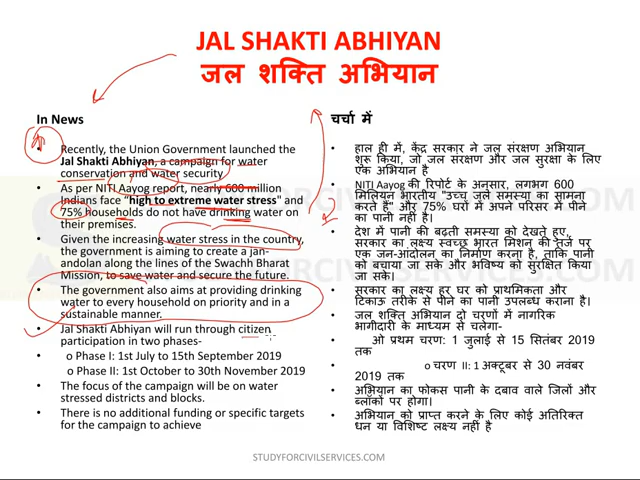 JAL SHAKTI ABHIYAN
जल शक्ति अभियान
In News
• Recently, the Union Government launched the
Jal Shakti Abhiyan, a campaign for water
conservation and water security
• As per NITI Aayog report, nearly 600 million
Indians face "high to extreme water stress" and
75% households do not have drinking water on
their premises.
• Given the increasing water stress in the country,
the government is aiming to create a jan-
andolan along the lines of the Swachh Bharat
Mission, to save water and secure the future.
• The government also aims at providing drinking
water to every household on priority and in a
sustainable manner.
• Jal Shakti Abhiyan will run through citizen
participation in two phases-
o Phase I: 1st July to 15th September 2019
o Phase II: 1st October to 30th November 2019
• The focus of the campaign will be on water
stressed districts and blocks.
• There is no additional funding or specific targets
for the campaign to achieve
चर्चा में
• हाल ही में, केंद्र सरकार ने जल संरक्षण अभियान
शुरू किया, जो जल संरक्षण और जल सुरक्षा के लिए
एक अभियान है
• NITI Aayog की रिपोर्ट के अनुसार, लगभग 600
मिलियन भारतीय "उच्च जल समस्या का सामना
करते हैं" और 75% घरों में अपने परिसर में पीने
का पानी नहीं है।
• देश में पानी की बढ़ती समस्या को देखते हुए,
सरकार का लक्ष्य स्वच्छ भारत मिशन की तर्ज पर
एक जन-आंदोलन का निर्माण करना है, ताकि पानी
को बचाया जा सके और भविष्य को सुरक्षित किया
जा सके।
• सरकार का लक्ष्य हर घर को प्राथमिकता और
टिकाऊ तरीके से पीने का पानी उपलब्ध कराना है।
• जल शक्ति अभियान दो चरणों में नागरिक
भागीदारी के माध्यम से चलेगा-
ओ प्रथम चरण: 1 जुलाई से 15 सितंबर 2019
तक
o चरण II: 1 अक्टूबर से 30 नवंबर
2019 तक
• अभियान का फोकस पानी के दबाव वाले जिलों और
ब्लॉकों पर होगा।
• अभियान को प्राप्त करने के लिए कोई अतिरिक्त
धन या विशिष्ट लक्ष्य नहीं है
STUDYFORCIVILSERVICES.COM